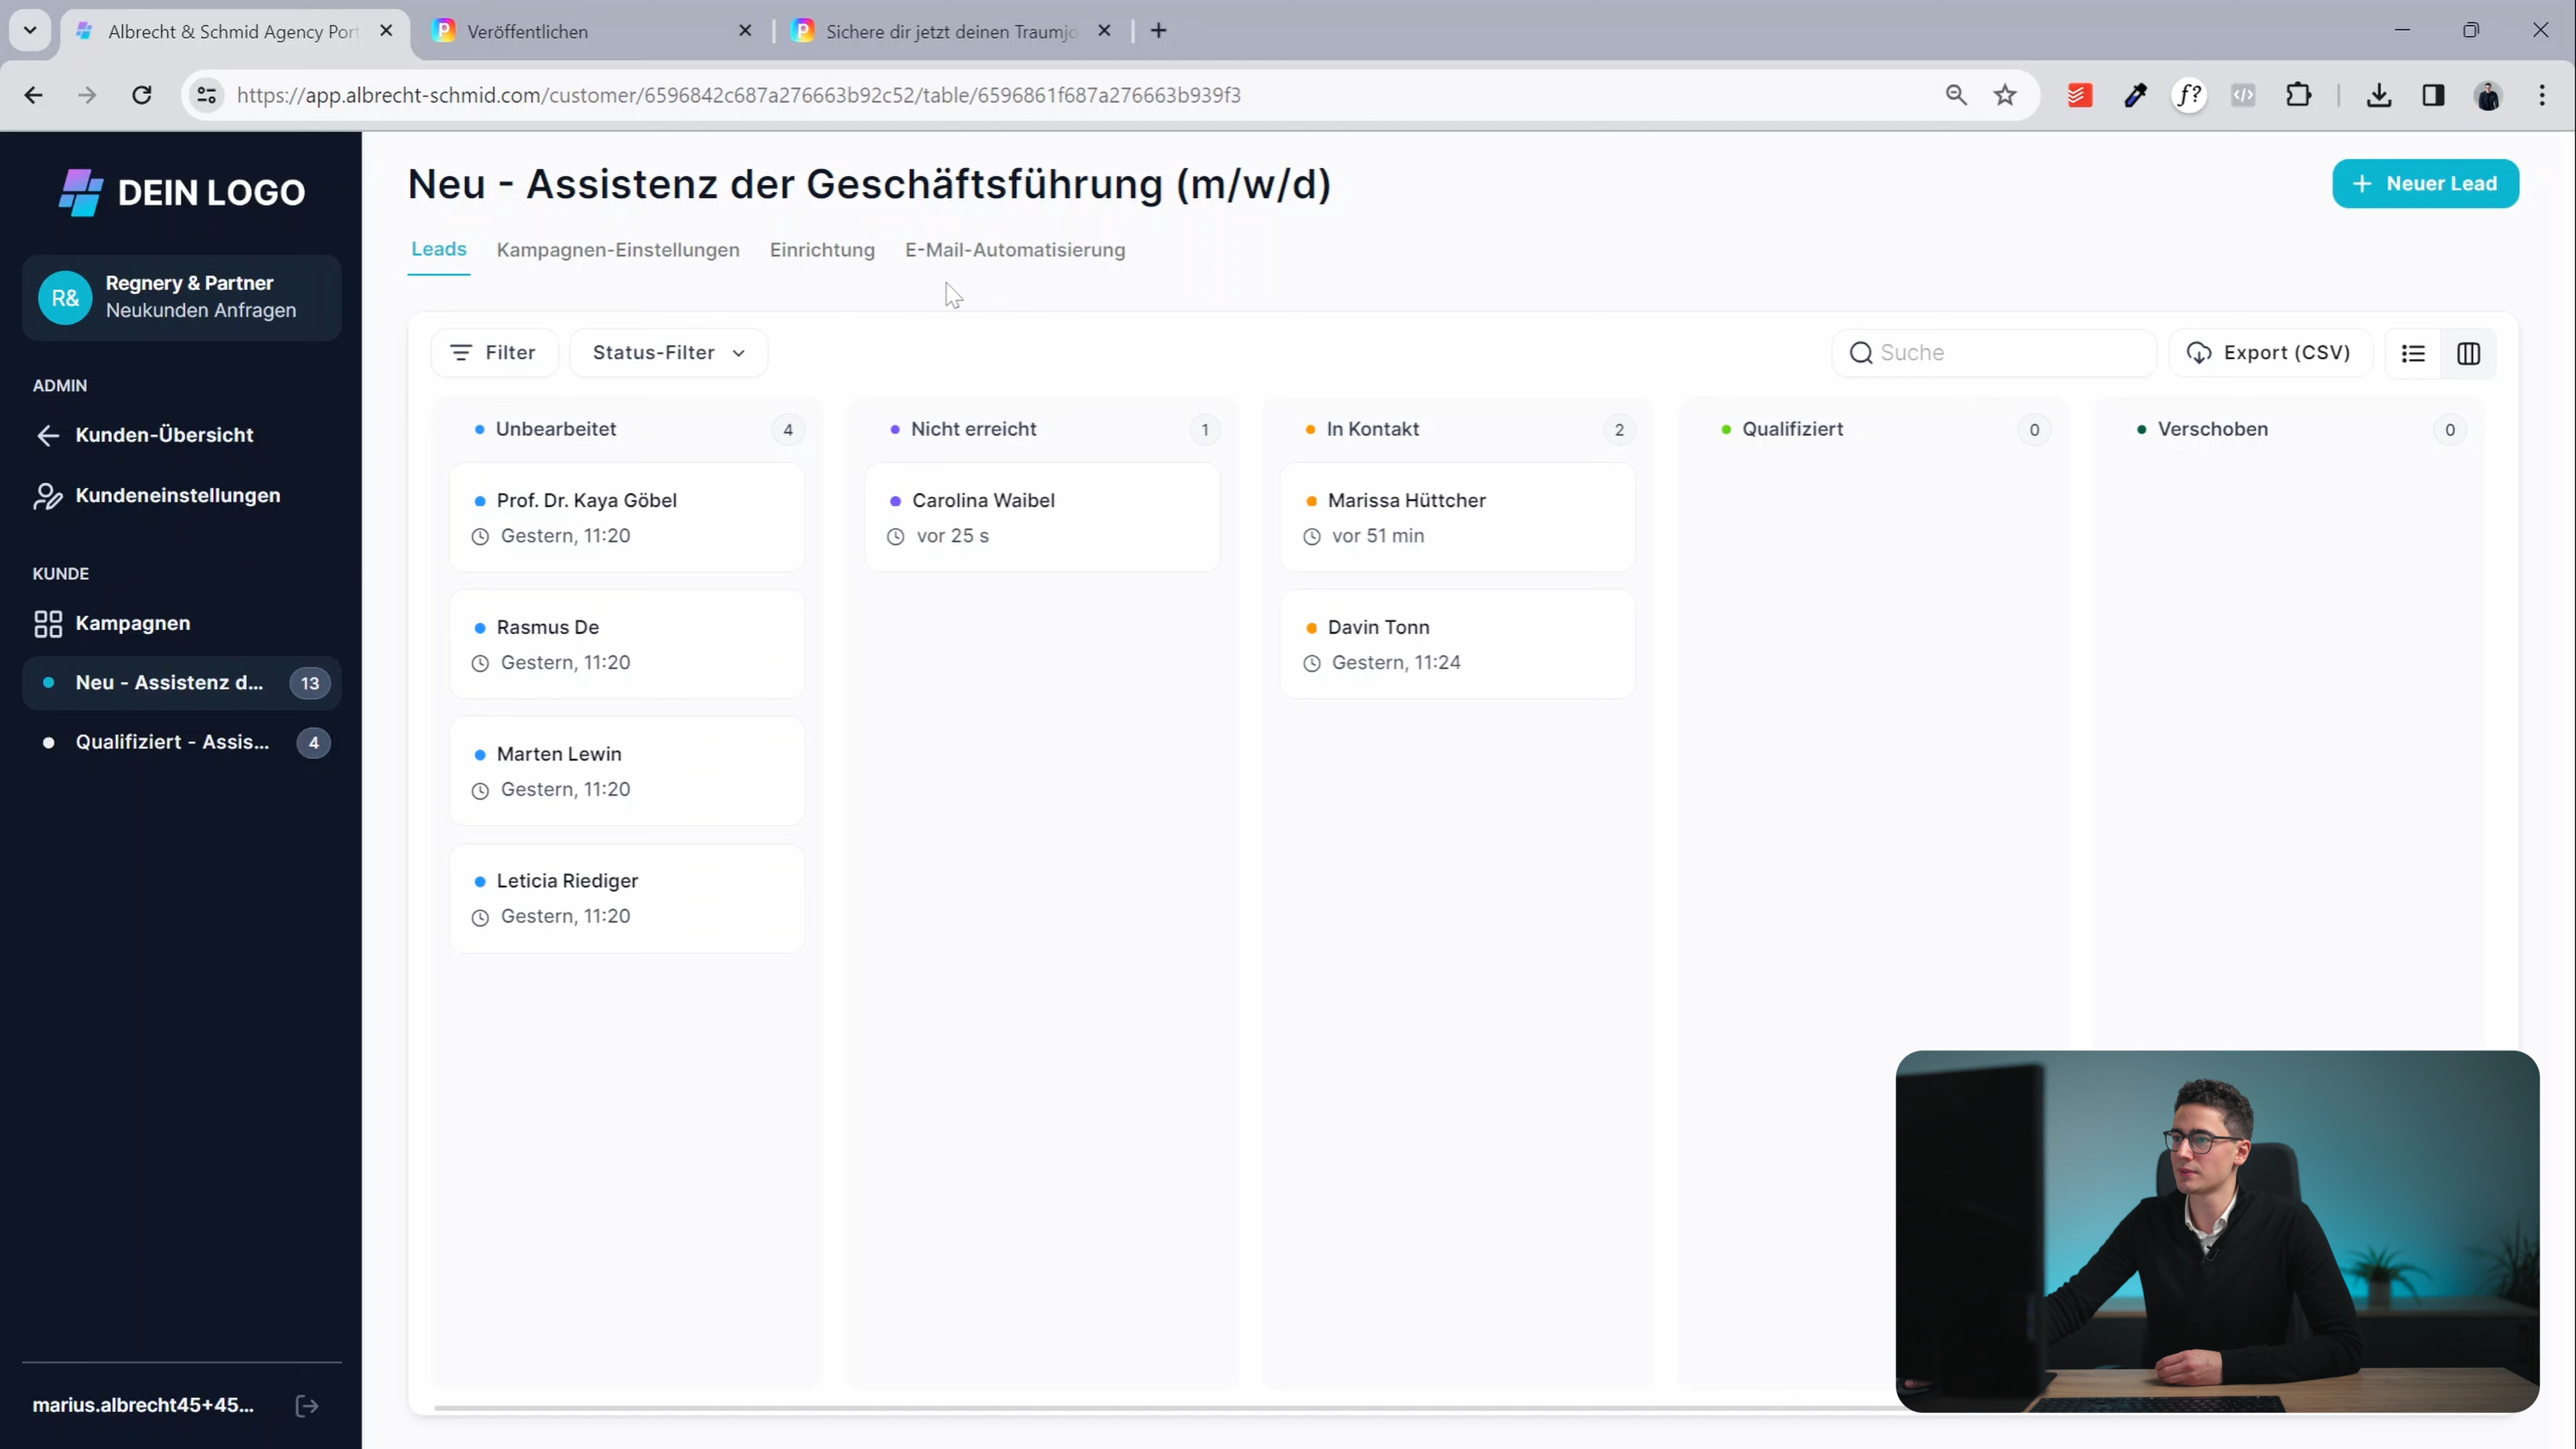 Albrecht & Schmid Agency Port
Veröffentlichen
Sichere dir jetzt deinen Traumjo
https://app.albrecht-schmid.com/customer/6596842c687a276663b92c52/table/6596861f687a276663b939f3
f?
DEIN LOGO
R&
Regnery & Partner
Neukunden Anfragen
ADMIN
Kunden-Übersicht
Kundeneinstellungen
KUNDE
Kampagnen
Neu - Assistenz d... 13
Qualifiziert - Assis... 4
marius.albrecht45+45...
Neu - Assistenz der Geschäftsführung (m/w/d)
Neuer Lead
Leads Kampagnen-Einstellungen Einrichtung E-Mail-Automatisierung
Filter Status-Filter Suche Export (CSV)
Unbearbeitet 4
Prof. Dr. Kaya Göbel
Gestern, 11:20
Rasmus De
Gestern, 11:20
Marten Lewin
Gestern, 11:20
Leticia Riediger
Gestern, 11:20
Nicht erreicht 1
Carolina Waibel
vor 25 s
In Kontakt 2
Marissa Hüttcher
vor 51 min
Davin Tonn
Gestern, 11:24
Qualifiziert 0
Verschoben 0